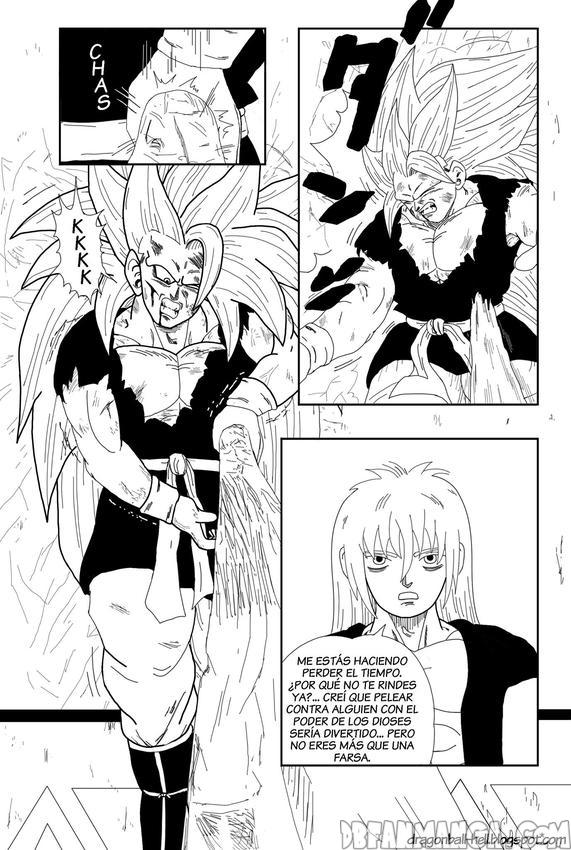 CHAS
ズダン
KKKK
ME ESTÁS HACIENDO
PERDER EL TIEMPO.
¿POR QUÉ NO TE RINDES
YA?... CREÍ QUE PELEAR
CONTRA ALGUIEN CON EL
PODER DE LOS DIOSES
SERÍA DIVERTIDO... PERO
NO ERES MÁS QUE UNA
FARSA.
DBFANMANGA.COM
dragonball-hell.blogspot.com